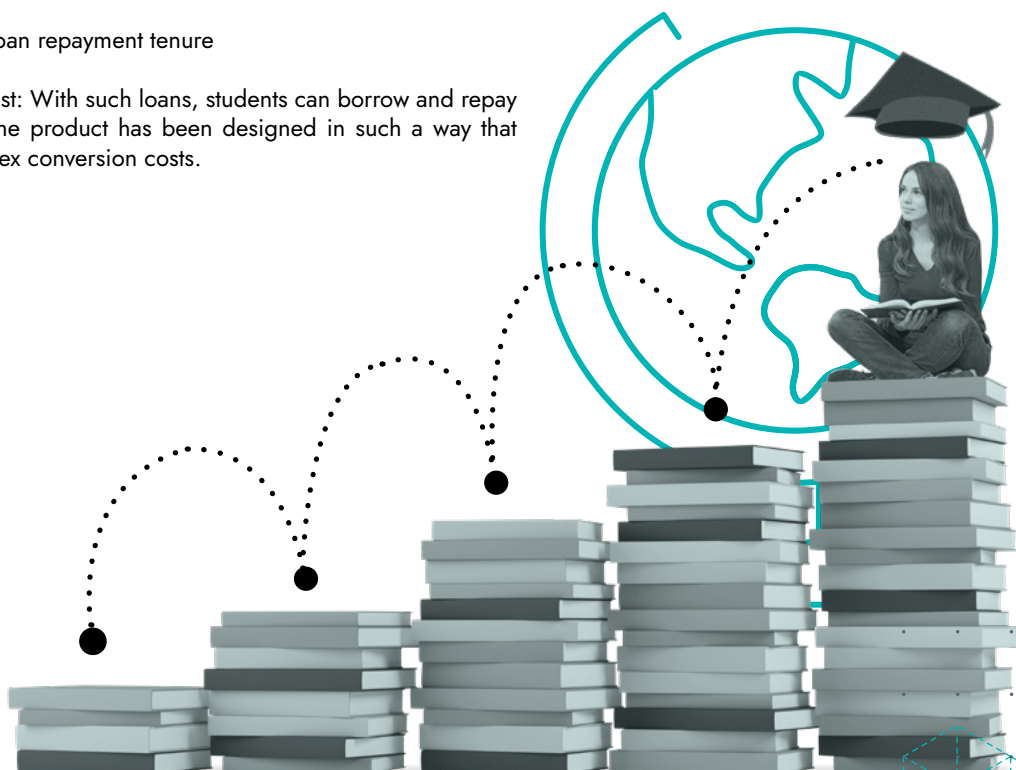 oan repayment tenure
st: With such loans, students can borrow and repay
ne product has been designed in such a way that
ex conversion costs.